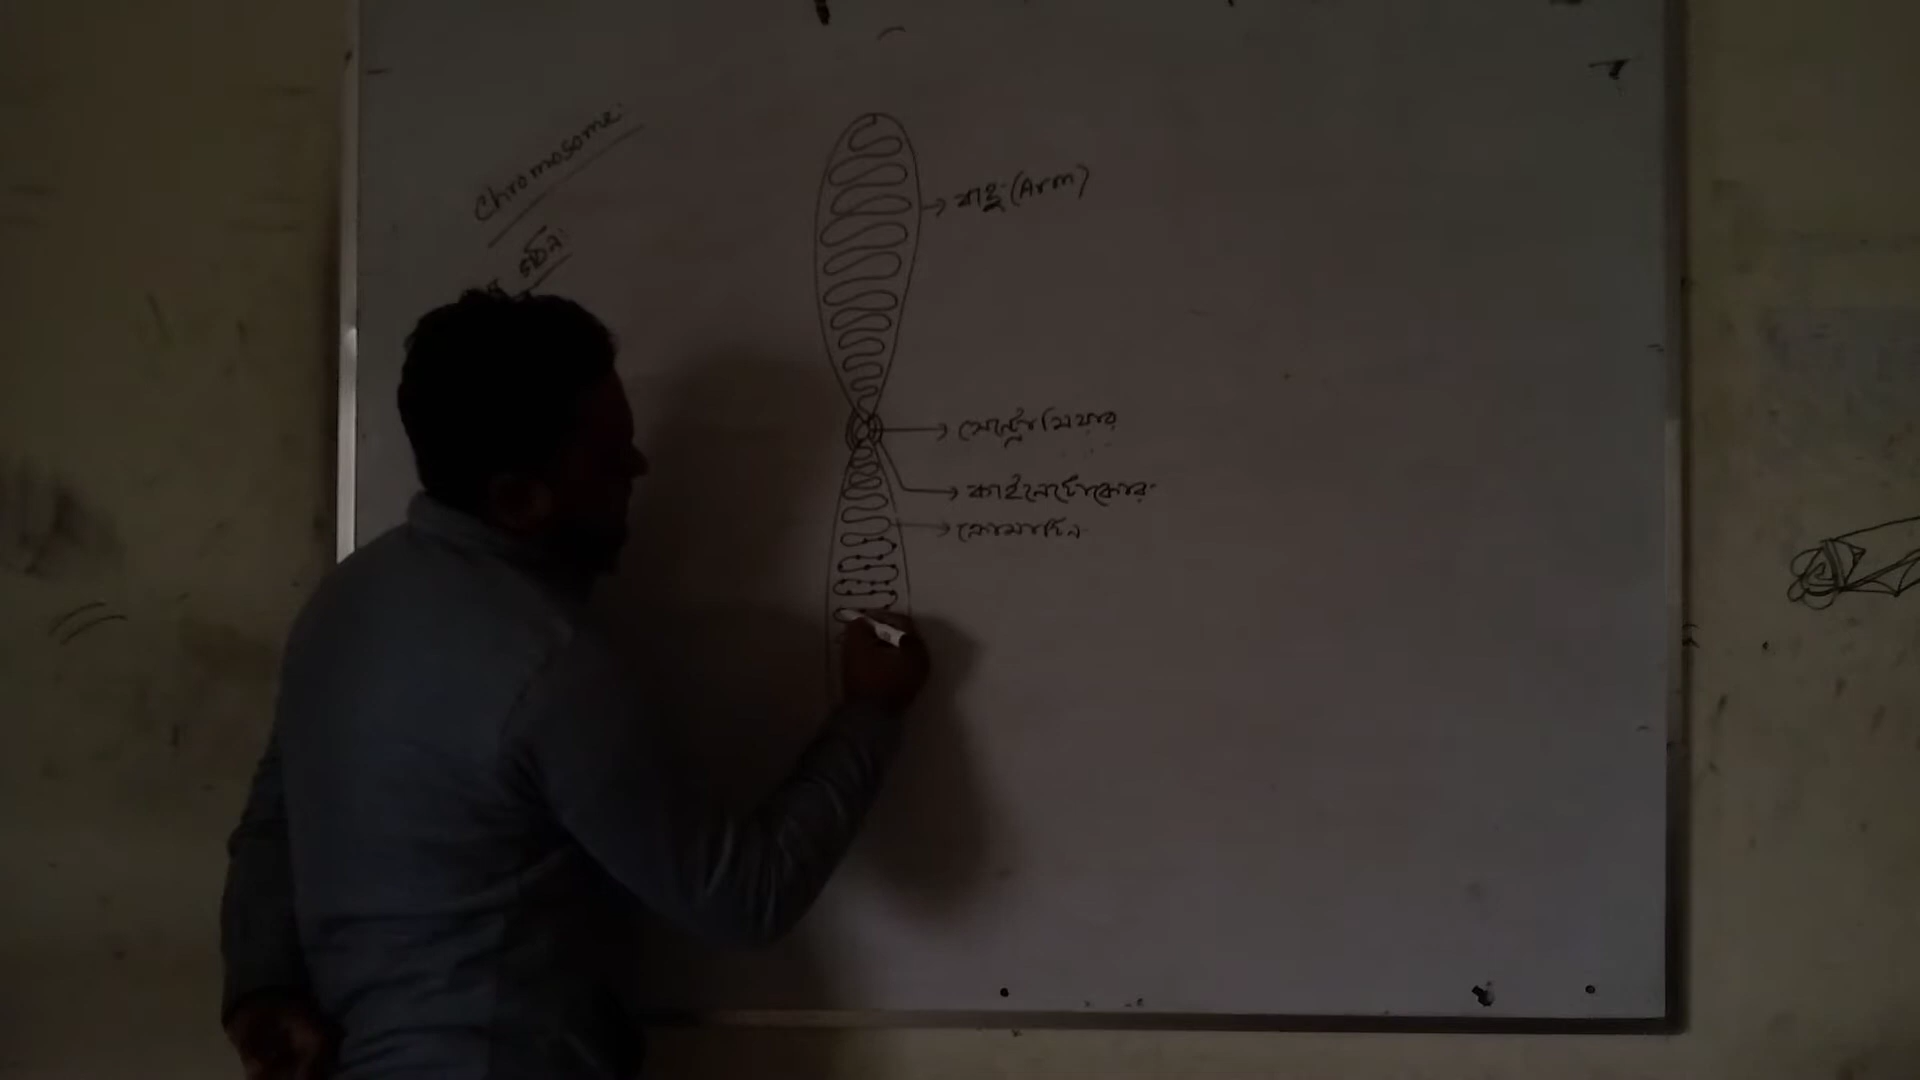 Chromosome:
গঠন:
বাহু (Arm)
সেন্ট্রোমিয়ার
কাইনেটোকোর
ক্রোমাটিন